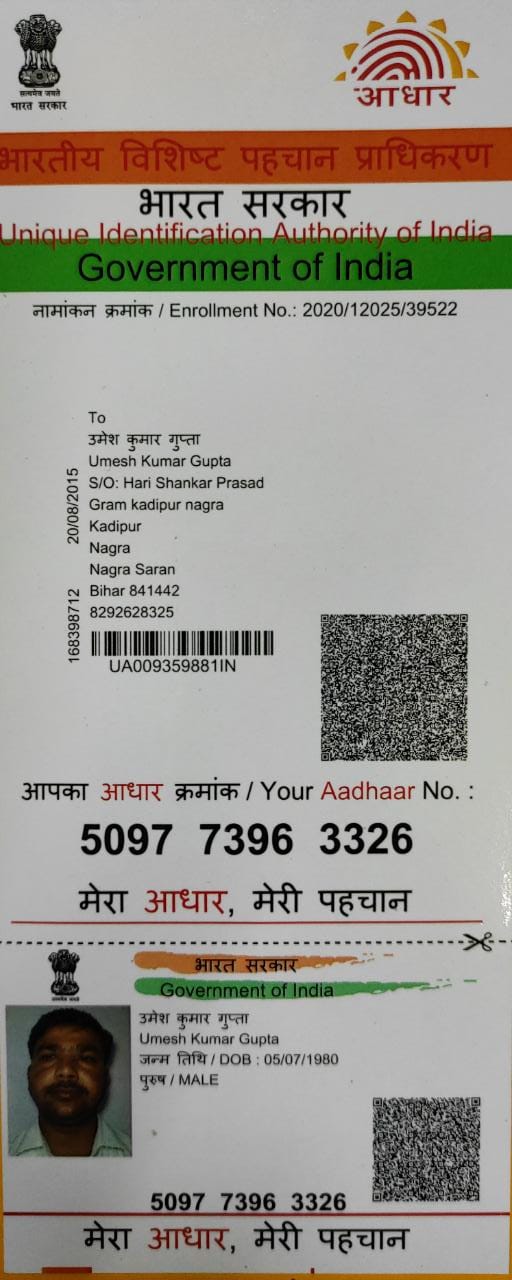 सत्यमेव जयते
भारत सरकार
आधार
भारतीय विशिष्ट पहचान प्राधिकरण
भारत सरकार
Unique Identification Authority of India
Government of India
नामांकन क्रमांक / Enrollment No.: 2020/12025/39522
To
उमेश कुमार गुप्ता
Umesh Kumar Gupta
S/O: Hari Shankar Prasad
Gram kadipur nagra
Kadipur
Nagra
Nagra Saran
Bihar 841442
8292628325
20/08/2015
168398712
UA009359881IN
आपका आधार क्रमांक / Your Aadhaar No. :
5097 7396 3326
मेरा आधार, मेरी पहचान
भारत सरकार
Government of India
उमेश कुमार गुप्ता
Umesh Kumar Gupta
जन्म तिथि / DOB : 05/07/1980
पुरुष / MALE
5097 7396 3326
मेरा आधार, मेरी पहचान